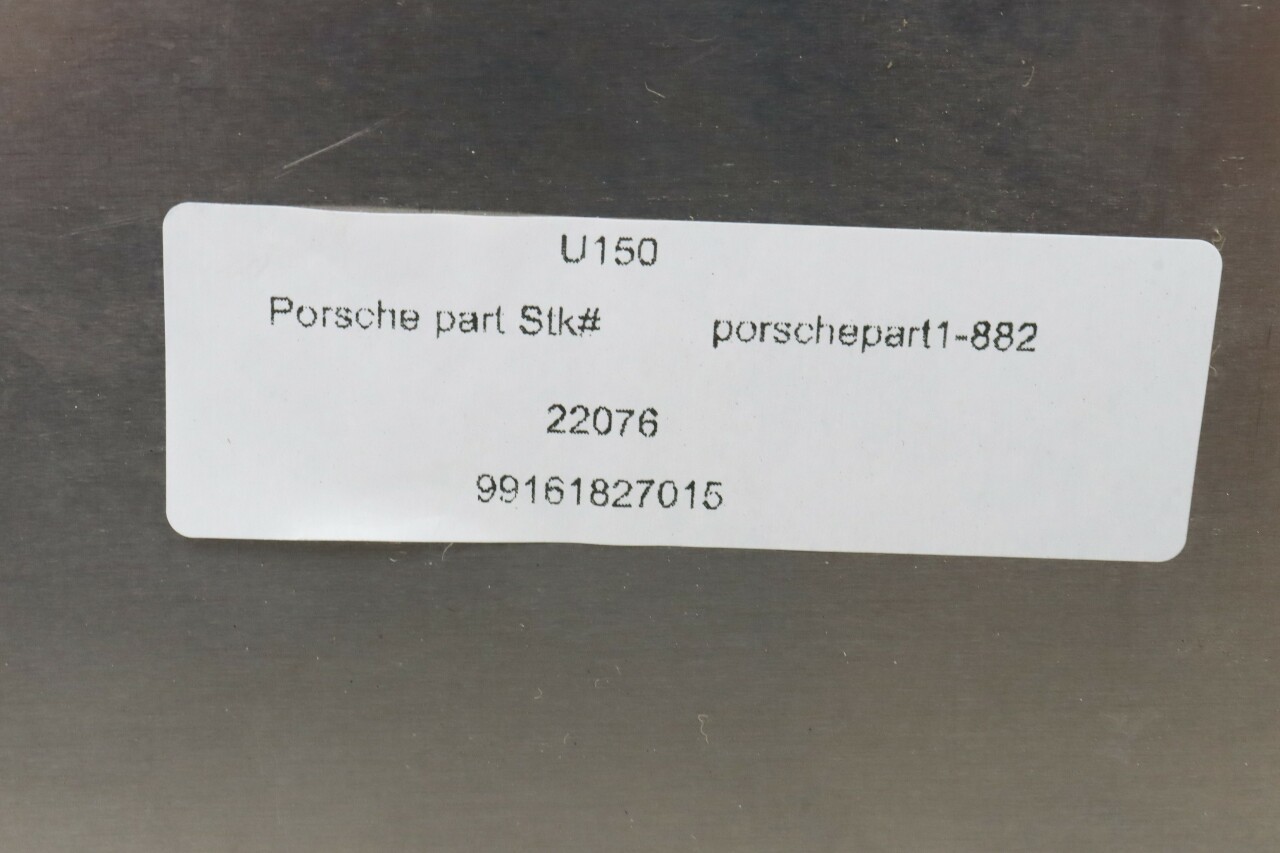 U150
Porsche part Stk# porschepart1-882
22076
99161827015